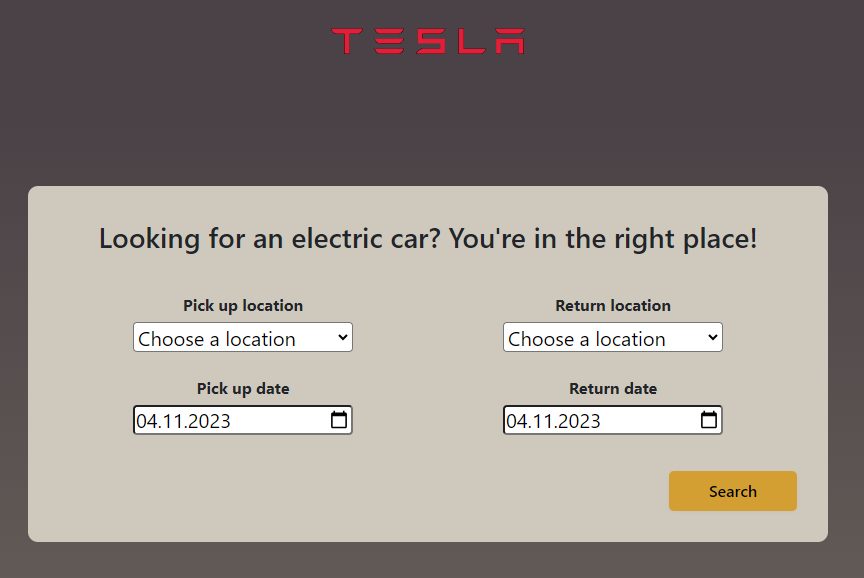 TESLA
Looking for an electric car? You're in the right place!
Pick up location
Return location
Choose a location
Choose a location
Pick up date
Return date
04.11.2023
04.11.2023
Search